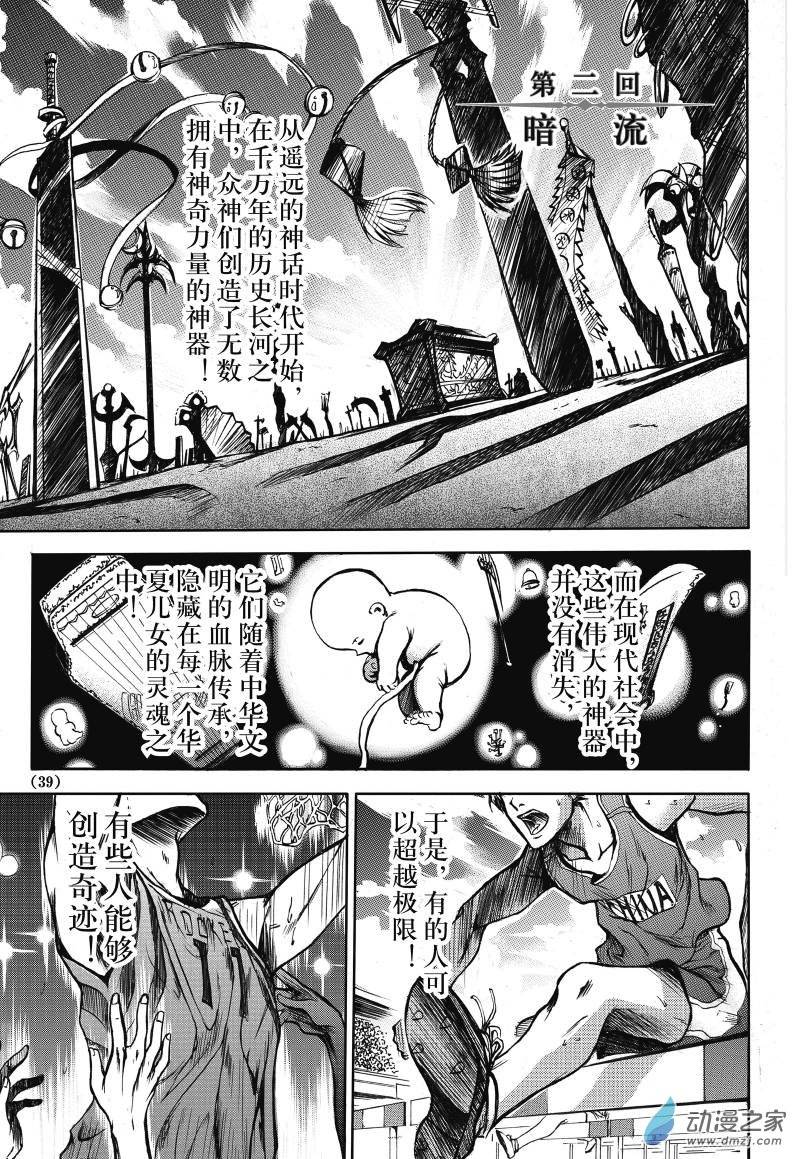 第二回
暗流
从遥远的神话时代开始，
在千万年的历史长河之
中，众神们创造了无数
拥有神奇力量的神器！
而在现代社会中，
这些伟大的神器
并没有消失，
它们随着中华文
明的血脉传承，
隐藏在每一个华
夏儿女的灵魂之
中！
(39)
于是，有的人可
以超越极限！
有些人能够
创造奇迹！
动漫之家
www.dmzj.com